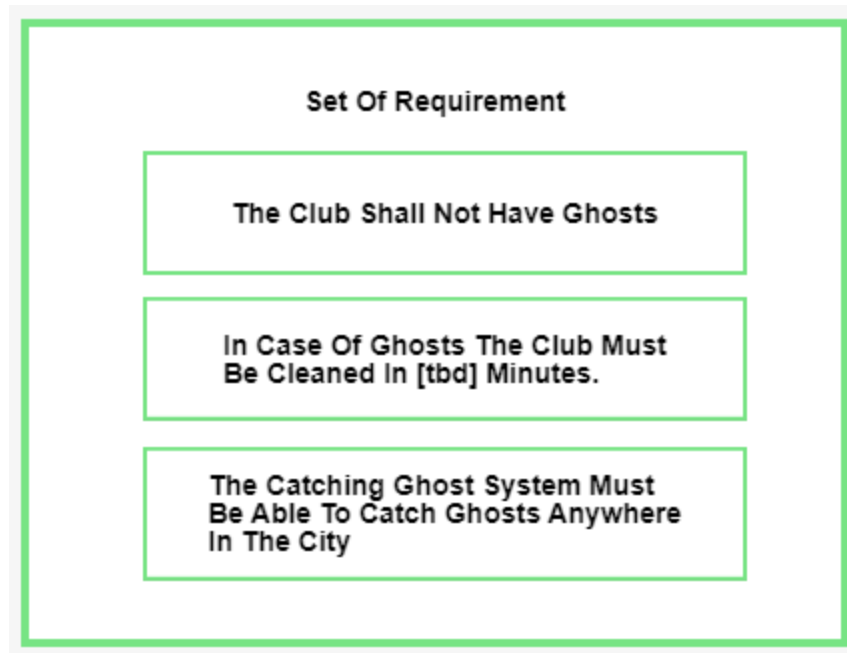 Set Of Requirement
The Club Shall Not Have Ghosts
In Case Of Ghosts The Club Must
Be Cleaned In [tbd] Minutes.
The Catching Ghost System Must
Be Able To Catch Ghosts Anywhere
In The City